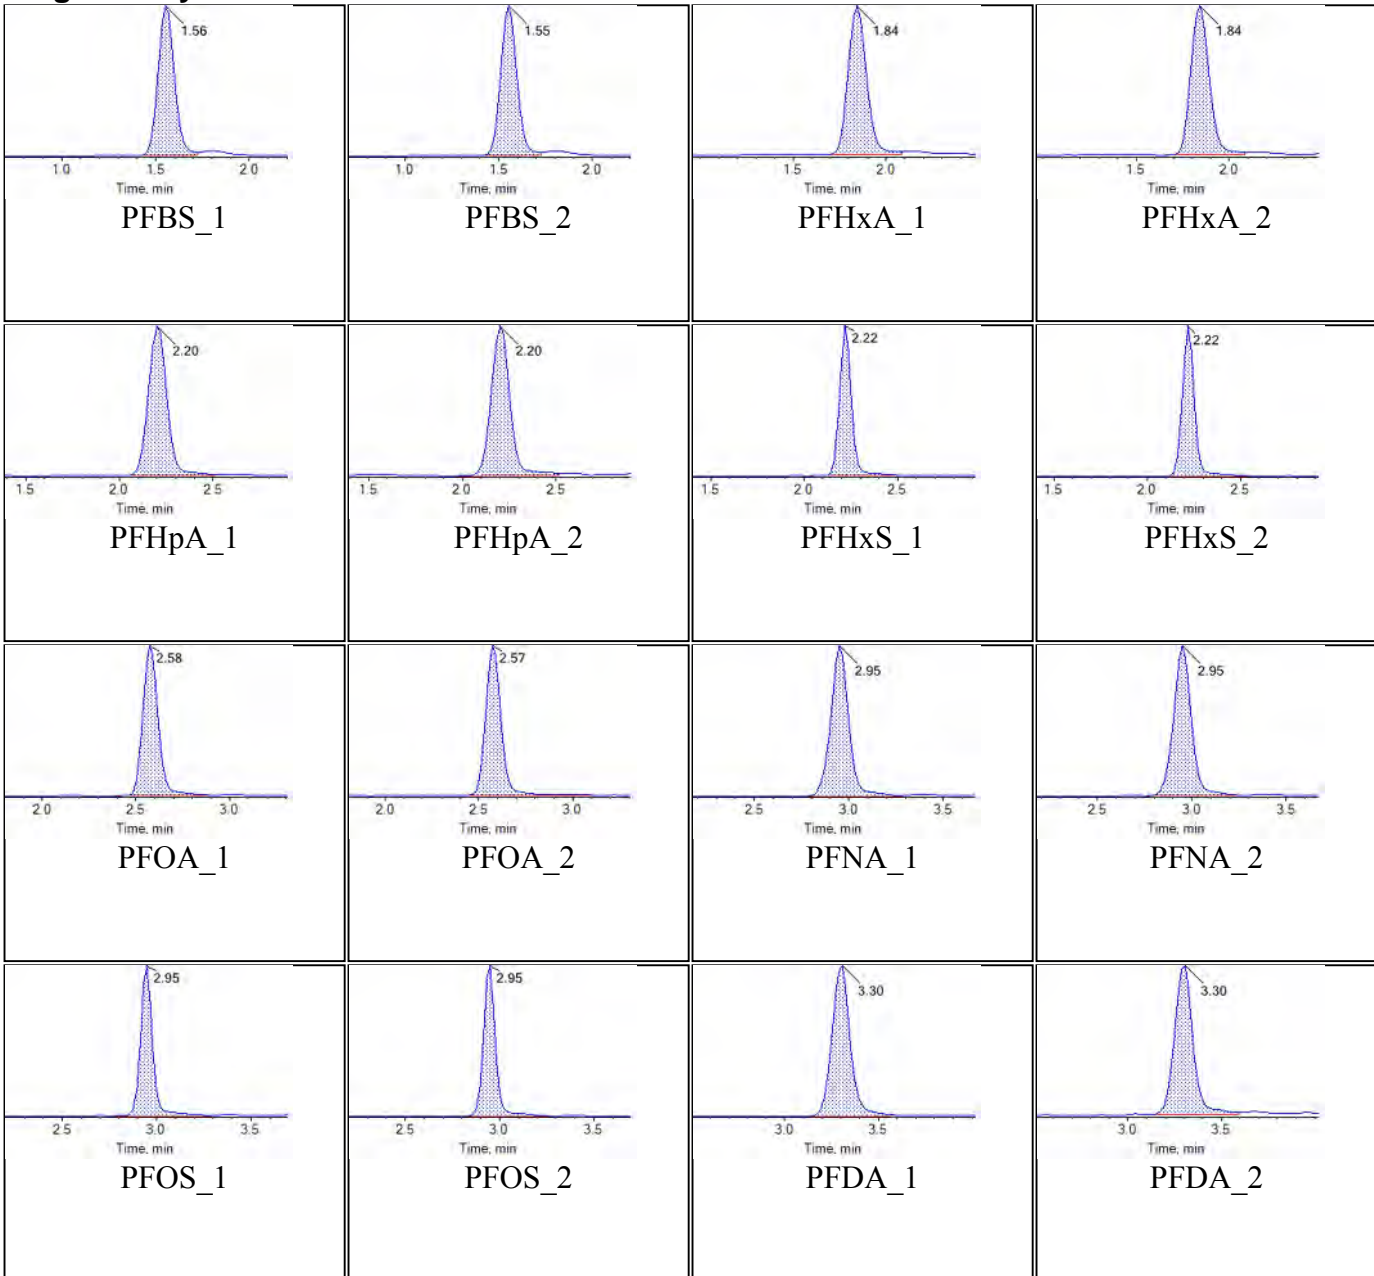 1.56 1.55 1.84 1.84
1.0 1.5 2.0 1.0 1.5 2.0 1.5 2.0 1.5 2.0
Time, min Time, min Time, min Time, min
PFBS_1 PFBS_2 PFHxA_1 PFHxA_2
2.20 2.20 2.22 2.22
1.5 2.0 2.5 1.5 2.0 2.5 1.5 2.0 2.5 1.5 2.0 2.5
Time, min Time, min Time, min Time, min
PFHpA_1 PFHpA_2 PFHxS_1 PFHxS_2
2.58 2.57 2.95 2.95
2.0 2.5 3.0 2.0 2.5 3.0 2.5 3.0 3.5 2.5 3.0 3.5
Time, min Time, min Time, min Time, min
PFOA_1 PFOA_2 PFNA_1 PFNA_2
2.95 2.95 3.30 3.30
2.5 3.0 3.5 2.5 3.0 3.5 3.0 3.5 3.0 3.5
Time, min Time, min Time, min Time, min
PFOS_1 PFOS_2 PFDA_1 PFDA_2